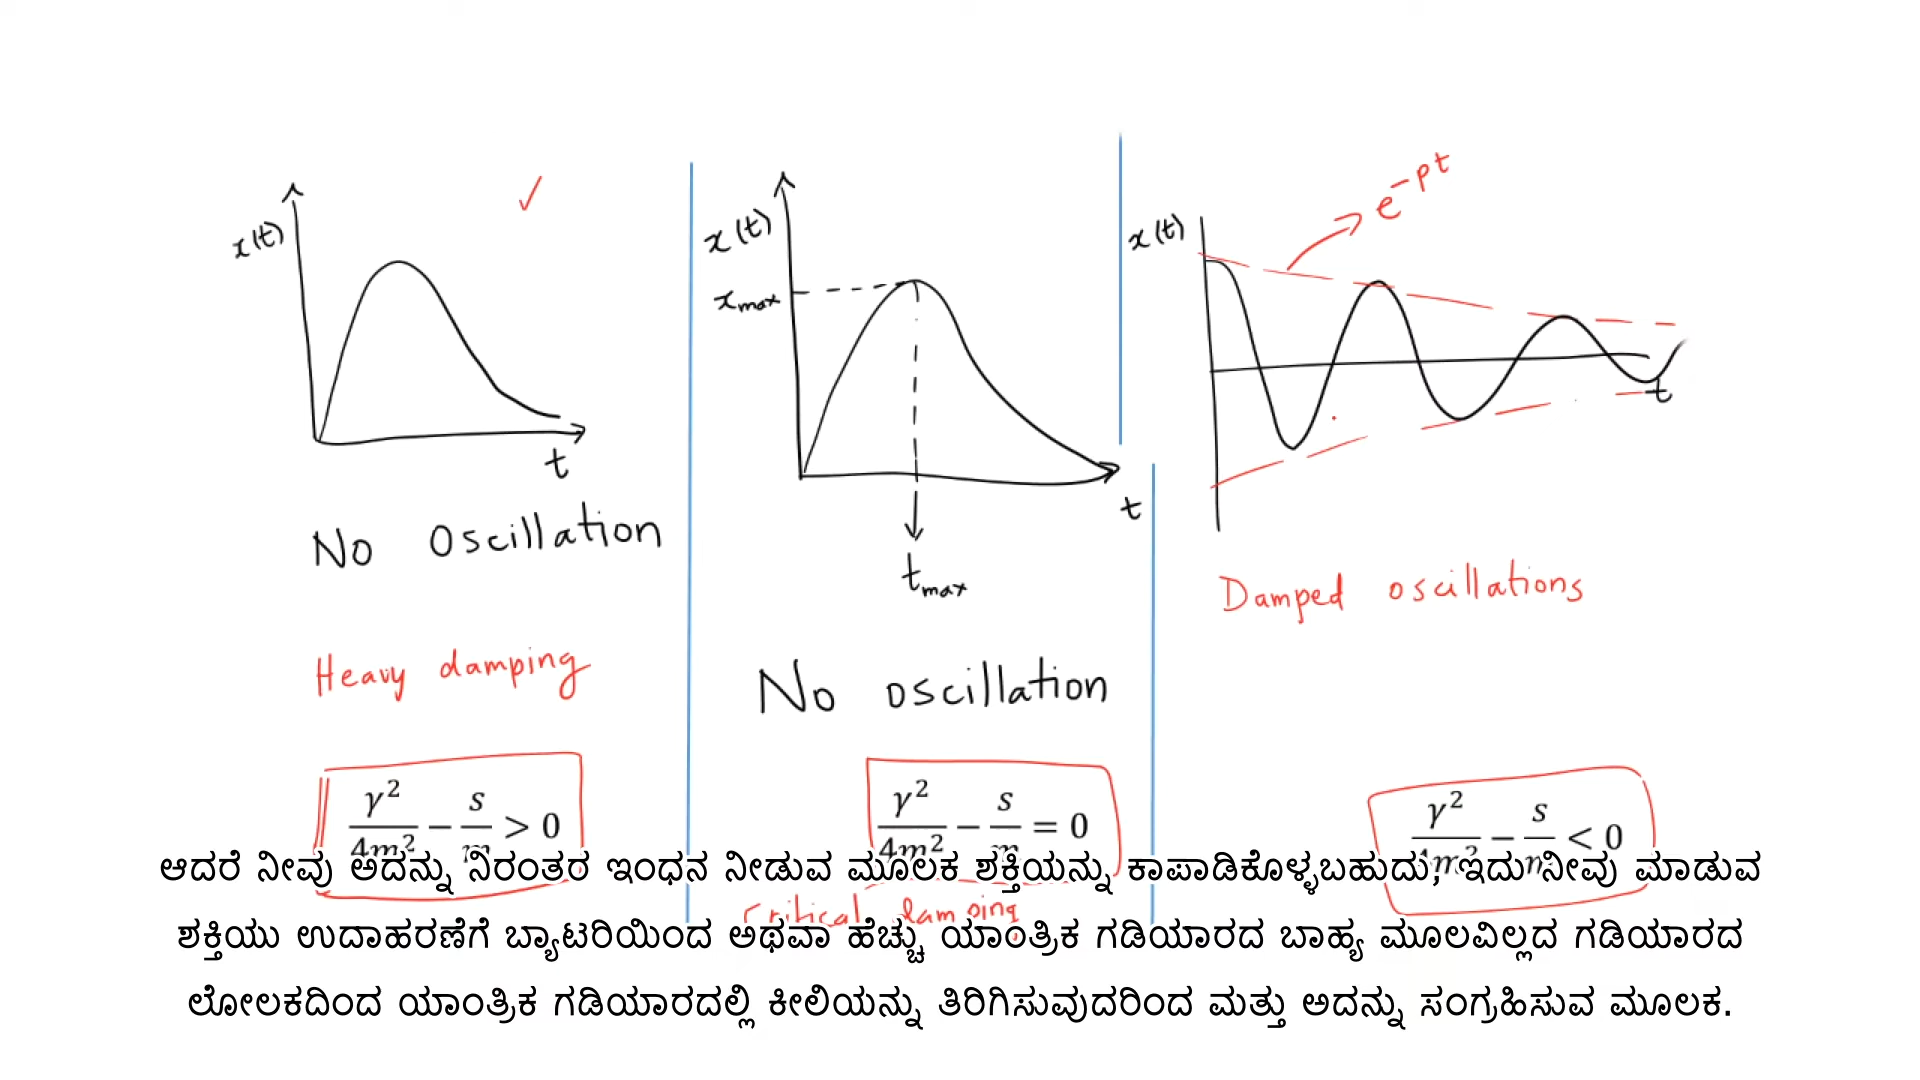 x(t)
t
No Oscillation
Heavy damping
γ²/4m² − s/m > 0
x(t)
xmax
t
tmax
No oscillation
γ²/4m² − s/m = 0
Critical damping
x(t)
e^−pt
t
Damped oscillations
γ²/4m² − s/m < 0
ಆದರೆ ನೀವು ಅದನ್ನು ನಿರಂತರ ಇಂಧನ ನೀಡುವ ಮೂಲಕ ಶಕ್ತಿಯನ್ನು ಕಾಪಾಡಿಕೊಳ್ಳಬಹುದು, ಇದು ನೀವು ಮಾಡುವ
ಶಕ್ತಿಯು ಉದಾಹರಣೆಗೆ ಬ್ಯಾಟರಿಯಿಂದ ಅಥವಾ ಹೆಚ್ಚು ಯಾಂತ್ರಿಕ ಗಡಿಯಾರದ ಬಾಹ್ಯ ಮೂಲವಿಲ್ಲದ ಗಡಿಯಾರದ
ಲೋಲಕದಿಂದ ಯಾಂತ್ರಿಕ ಗಡಿಯಾರದಲ್ಲಿ ಕೀಲಿಯನ್ನು ತಿರಿಗಿಸುವುದರಿಂದ ಮತ್ತು ಅದನ್ನು ಸಂಗ್ರಹಿಸುವ ಮೂಲಕ.